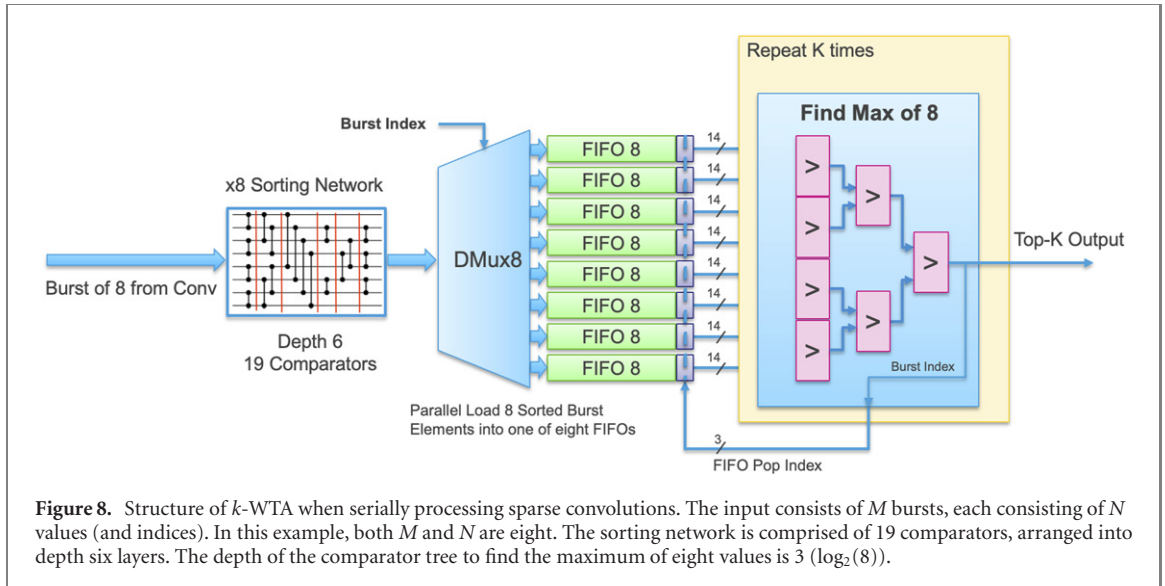 Repeat K times
Find Max of 8
Burst Index
x8 Sorting Network
Burst of 8 from Conv
Depth 6
19 Comparators
DMux8
FIFO 8
FIFO 8
FIFO 8
FIFO 8
FIFO 8
FIFO 8
FIFO 8
FIFO 8
14
14
14
14
14
14
14
14
>
>
>
>
>
>
>
Top-K Output
Burst Index
Parallel Load 8 Sorted Burst
Elements into one of eight FIFOs
3
FIFO Pop Index
Figure 8. Structure of k-WTA when serially processing sparse convolutions. The input consists of M bursts, each consisting of N
values (and indices). In this example, both M and N are eight. The sorting network is comprised of 19 comparators, arranged into
depth six layers. The depth of the comparator tree to find the maximum of eight values is 3 (log₂(8)).